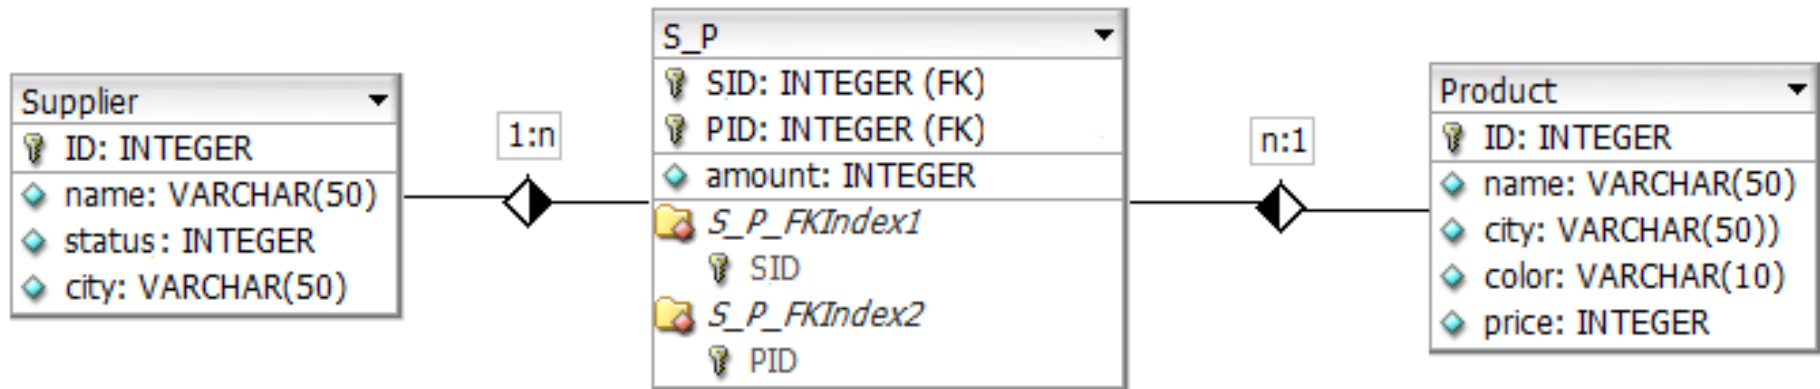 Supplier
ID: INTEGER
name: VARCHAR(50)
status: INTEGER
city: VARCHAR(50)
1:n
S_P
SID: INTEGER (FK)
PID: INTEGER (FK)
amount: INTEGER
S_P_FKIndex1
SID
S_P_FKIndex2
PID
n:1
Product
ID: INTEGER
name: VARCHAR(50)
city: VARCHAR(50))
color: VARCHAR(10)
price: INTEGER